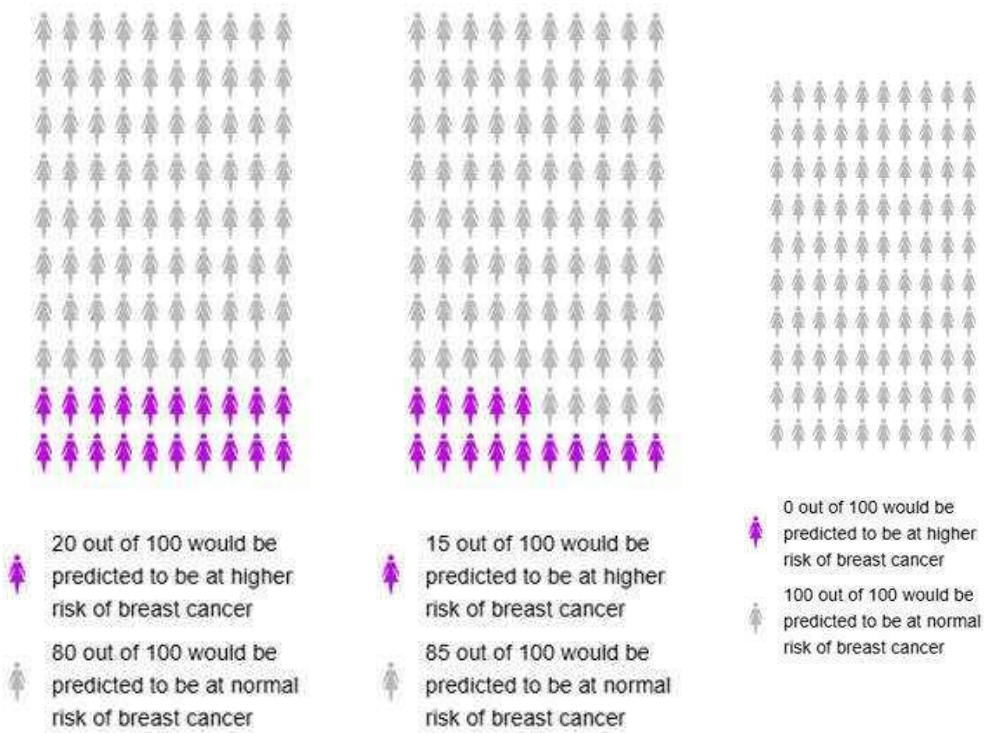 20 out of 100 would be
predicted to be at higher
risk of breast cancer
80 out of 100 would be
predicted to be at normal
risk of breast cancer
15 out of 100 would be
predicted to be at higher
risk of breast cancer
85 out of 100 would be
predicted to be at normal
risk of breast cancer
0 out of 100 would be
predicted to be at higher
risk of breast cancer
100 out of 100 would be
predicted to be at normal
risk of breast cancer